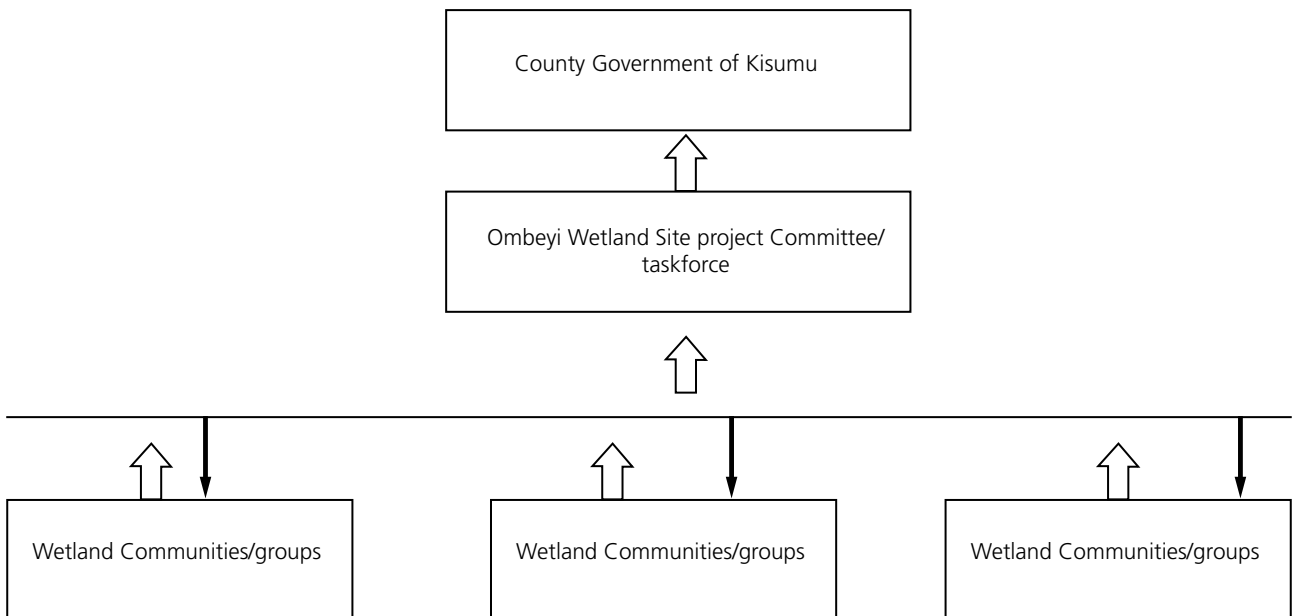 County Government of Kisumu
Ombeyi Wetland Site project Committee/
taskforce
Wetland Communities/groups
Wetland Communities/groups
Wetland Communities/groups